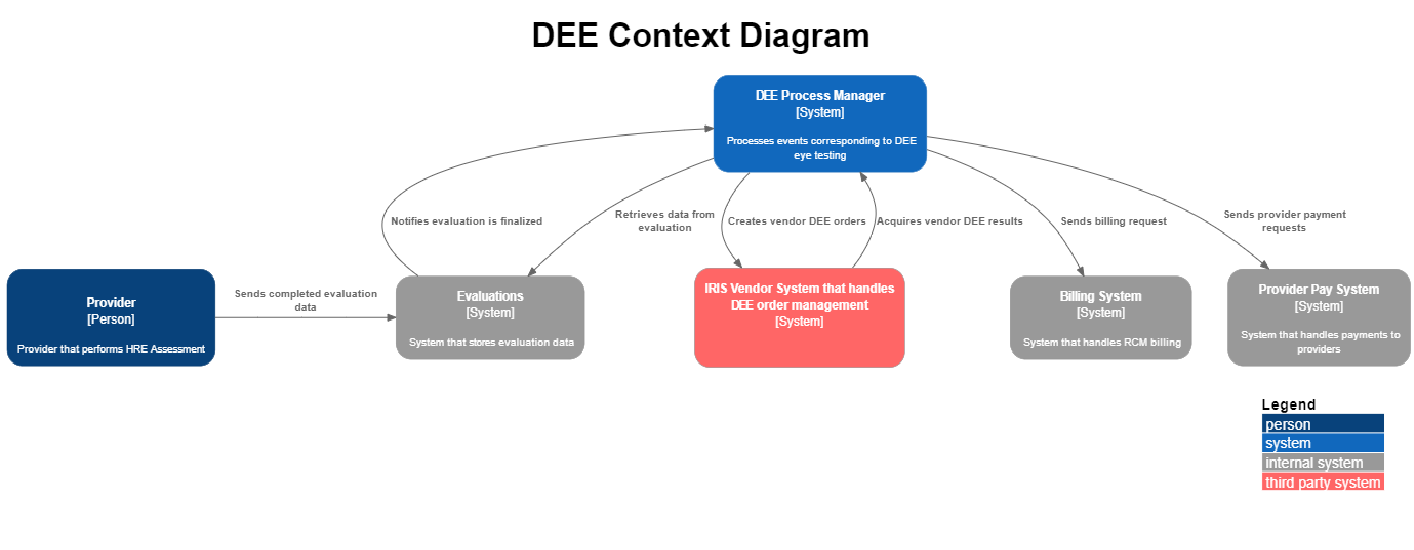 DEE Context Diagram
DEE Process Manager
[System]
Processes events corresponding to DEE
eye testing
Notifies evaluation is finalized
Retrieves data from
evaluation
Creates vendor DEE orders
Acquires vendor DEE results
Sends billing request
Sends provider payment
requests
Provider
[Person]
Provider that performs HRE Assessment
Sends completed evaluation
data
Evaluations
[System]
System that stores evaluation data
IRIS Vendor System that handles
DEE order management
[System]
Billing System
[System]
System that handles RCM billing
Provider Pay System
[System]
System that handles payments to
providers
Legend
person
system
internal system
third party system